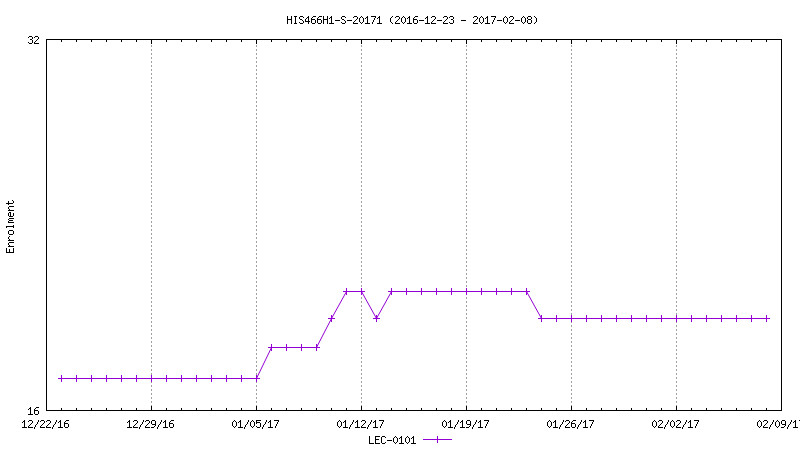 HIS466H1-S-20171 (2016-12-23 - 2017-02-08)
32
Enrolment
16
12/22/16 12/29/16 01/05/17 01/12/17 01/19/17 01/26/17 02/02/17 02/09/1
LEC-0101